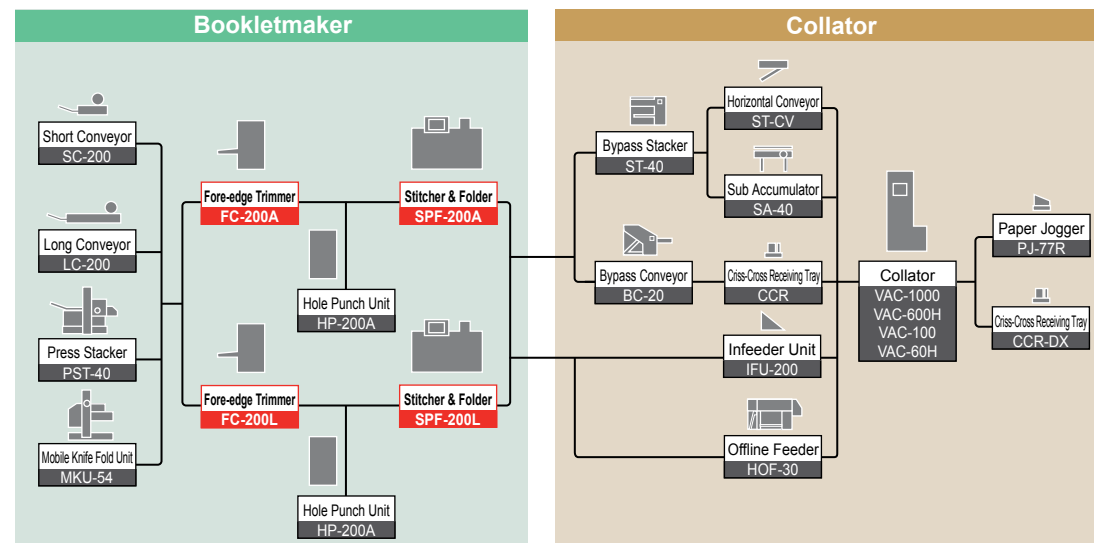 Bookletmaker
Short Conveyor
SC-200
Long Conveyor
LC-200
Press Stacker
PST-40
Mobile Knife Fold Unit
MKU-54
Fore-edge Trimmer
FC-200A
Hole Punch Unit
HP-200A
Stitcher & Folder
SPF-200A
Fore-edge Trimmer
FC-200L
Hole Punch Unit
HP-200A
Stitcher & Folder
SPF-200L
Collator
Bypass Stacker
ST-40
Horizontal Conveyor
ST-CV
Sub Accumulator
SA-40
Bypass Conveyor
BC-20
Criss-Cross Receiving Tray
CCR
Infeeder Unit
IFU-200
Offline Feeder
HOF-30
Collator
VAC-1000
VAC-600H
VAC-100
VAC-60H
Paper Jogger
PJ-77R
Criss-Cross Receiving Tray
CCR-DX